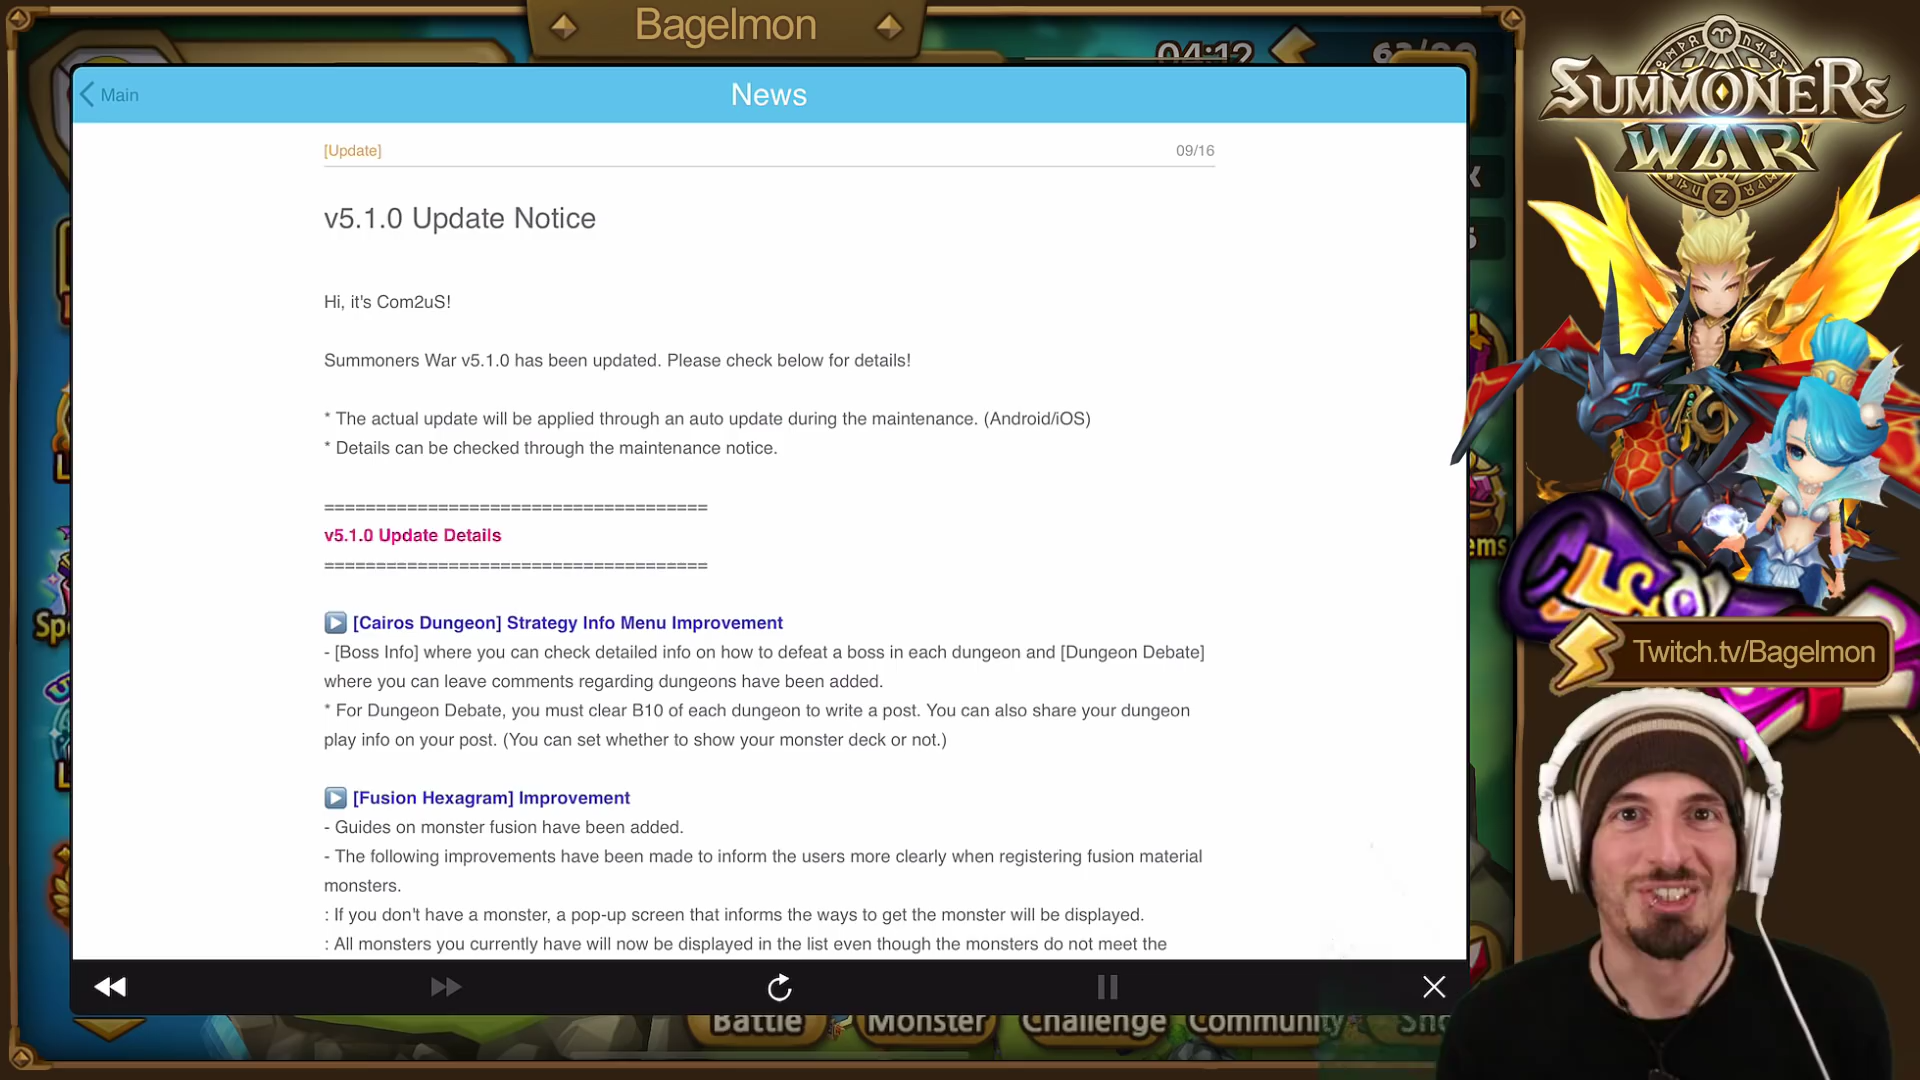 Bagelmon
04:12
SUMMONERS
WAR
Main
News
[Update]
09/16
v5.1.0 Update Notice
Hi, it's Com2uS!
Summoners War v5.1.0 has been updated. Please check below for details!
* The actual update will be applied through an auto update during the maintenance. (Android/iOS)
* Details can be checked through the maintenance notice.
=====================================
v5.1.0 Update Details
=====================================
[Cairos Dungeon] Strategy Info Menu Improvement
- [Boss Info] where you can check detailed info on how to defeat a boss in each dungeon and [Dungeon Debate]
where you can leave comments regarding dungeons have been added.
* For Dungeon Debate, you must clear B10 of each dungeon to write a post. You can also share your dungeon
play info on your post. (You can set whether to show your monster deck or not.)
[Fusion Hexagram] Improvement
- Guides on monster fusion have been added.
- The following improvements have been made to inform the users more clearly when registering fusion material
monsters.
: If you don't have a monster, a pop-up screen that informs the ways to get the monster will be displayed.
: All monsters you currently have will now be displayed in the list even though the monsters do not meet the
Twitch.tv/Bagelmon
Battle
Monster
Challenge
Community